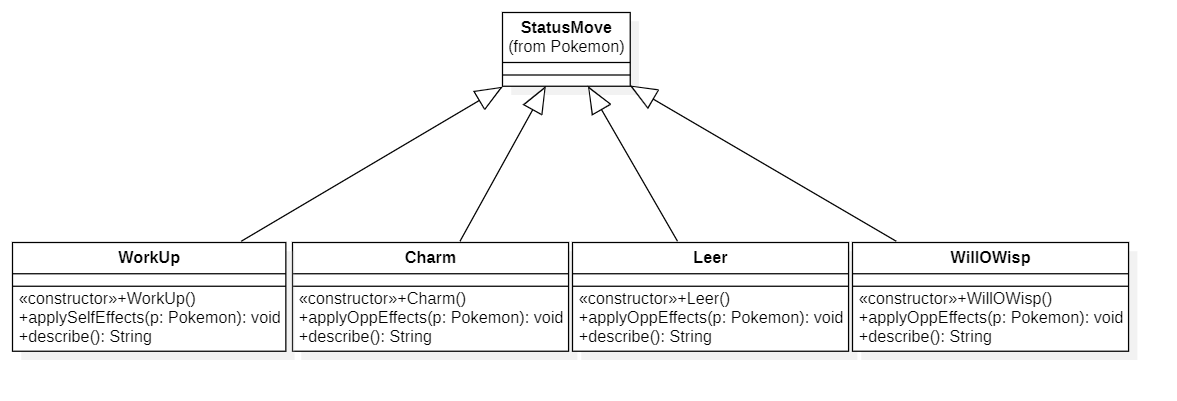 StatusMove
(from Pokemon)
WorkUp
«constructor»+WorkUp()
+applySelfEffects(p: Pokemon): void
+describe(): String
Charm
«constructor»+Charm()
+applyOppEffects(p: Pokemon): void
+describe(): String
Leer
«constructor»+Leer()
+applyOppEffects(p: Pokemon): void
+describe(): String
WillOWisp
«constructor»+WillOWisp()
+applyOppEffects(p: Pokemon): void
+describe(): String